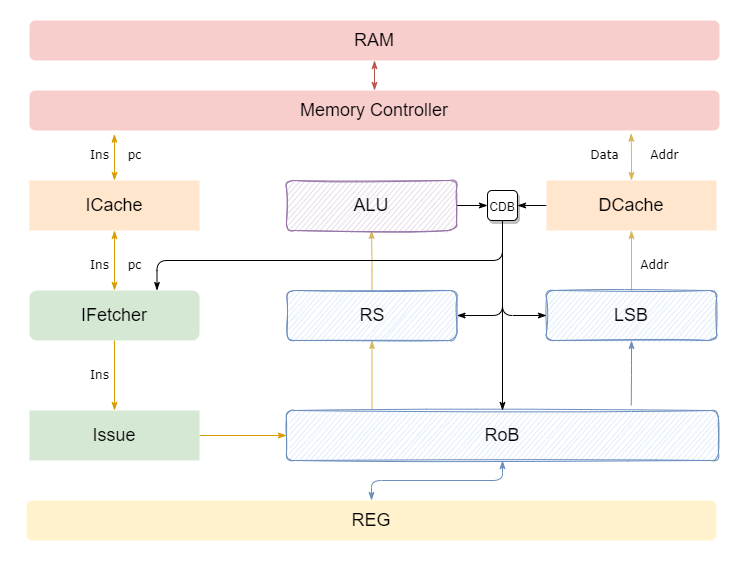 RAM
Memory Controller
Ins pc
Data Addr
ICache
ALU
CDB
DCache
Ins pc
Addr
IFetcher
RS
LSB
Ins
Issue
RoB
REG